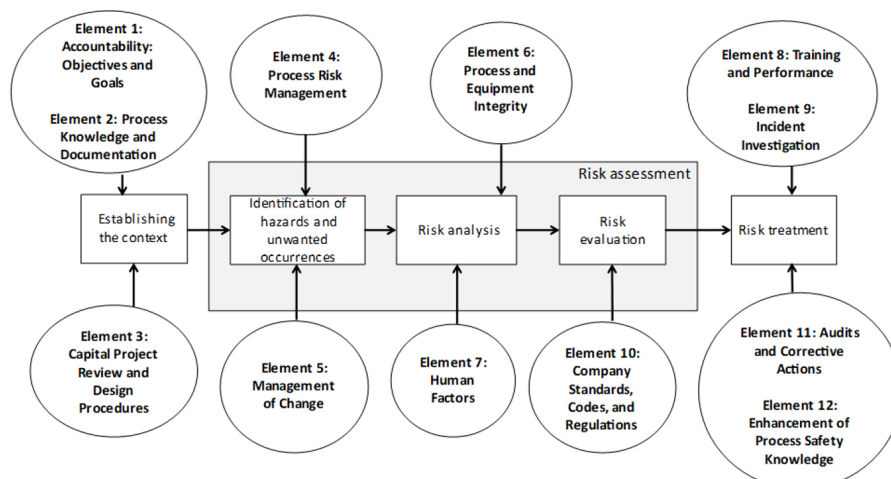 Element 1:
Accountability:
Objectives and
Goals
Element 2: Process
Knowledge and
Documentation
Element 4:
Process Risk
Management
Element 6:
Process and
Equipment
Integrity
Element 8: Training
and Performance
Element 9:
Incident
Investigation
Risk assessment
Establishing
the context
Identification of
hazards and
unwanted
occurrences
Risk analysis
Risk
evaluation
Risk treatment
Element 3:
Capital Project
Review and
Design
Procedures
Element 5:
Management
of Change
Element 7:
Human
Factors
Element 10:
Company
Standards,
Codes, and
Regulations
Element 11: Audits
and Corrective
Actions
Element 12:
Enhancement of
Process Safety
Knowledge